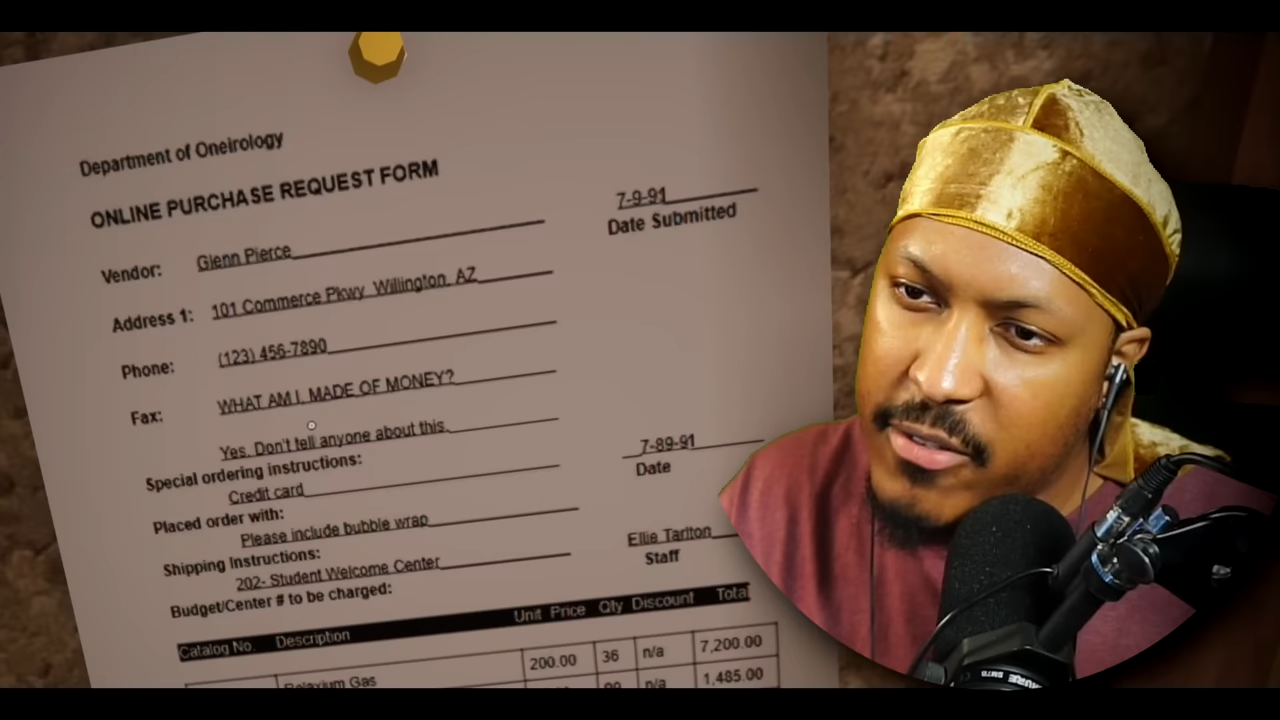 Department of Oneirology
ONLINE PURCHASE REQUEST FORM
7-9-91
Date Submitted
Vendor: Glenn Pierce
Address 1: 101 Commerce Pkwy Willington, AZ
Phone: (123) 456-7890
Fax: WHAT AM I, MADE OF MONEY?
Yes. Don't tell anyone about this.
Special ordering instructions:
7-89-91
Date
Credit card
Placed order with:
Please include bubble wrap
Shipping Instructions:
Ellie Tarlton
Staff
202- Student Welcome Center
Budget/Center # to be charged:
Catalog No. Description Unit Price Qty Discount Total
Relaxium Gas 200.00 36 n/a 7,200.00
n/a 1,485.00